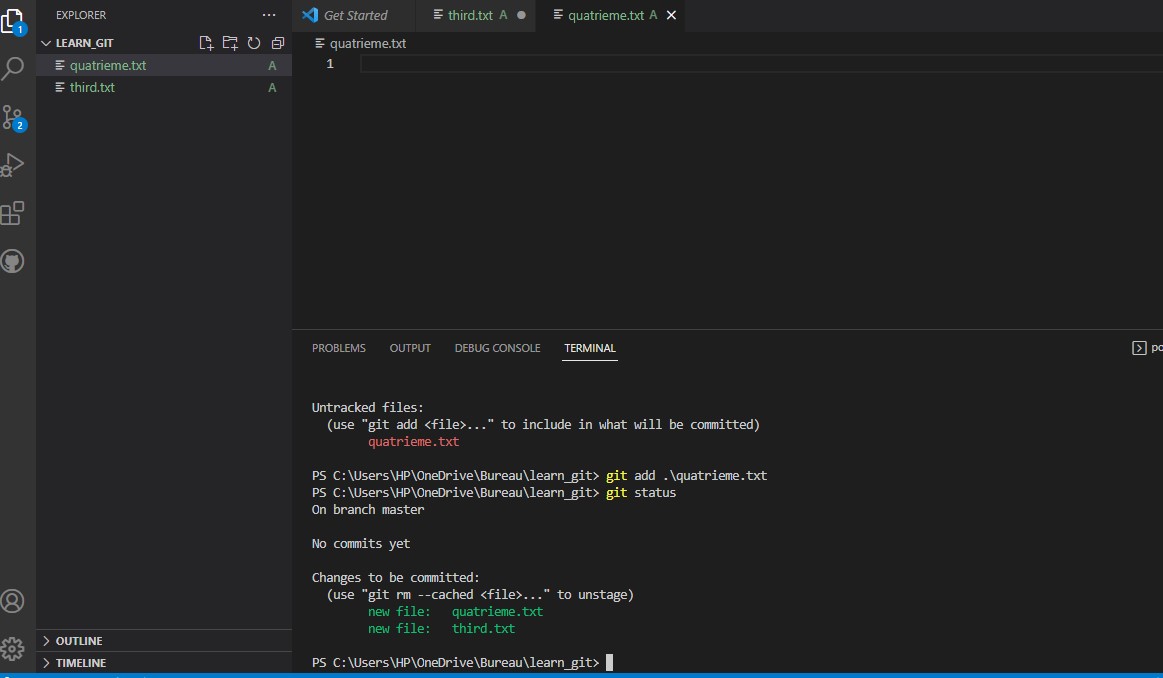 1
EXPLORER ...
Get Started
third.txt A
quatrieme.txt A
LEARN_GIT
quatrieme.txt
quatrieme.txt A
1
third.txt A
2
PROBLEMS OUTPUT DEBUG CONSOLE TERMINAL
Untracked files:
(use "git add <file>..." to include in what will be committed)
quatrieme.txt
PS C:\Users\HP\OneDrive\Bureau\learn_git> git add .\quatrieme.txt
PS C:\Users\HP\OneDrive\Bureau\learn_git> git status
On branch master
No commits yet
Changes to be committed:
(use "git rm --cached <file>..." to unstage)
new file: quatrieme.txt
new file: third.txt
PS C:\Users\HP\OneDrive\Bureau\learn_git>
OUTLINE
TIMELINE